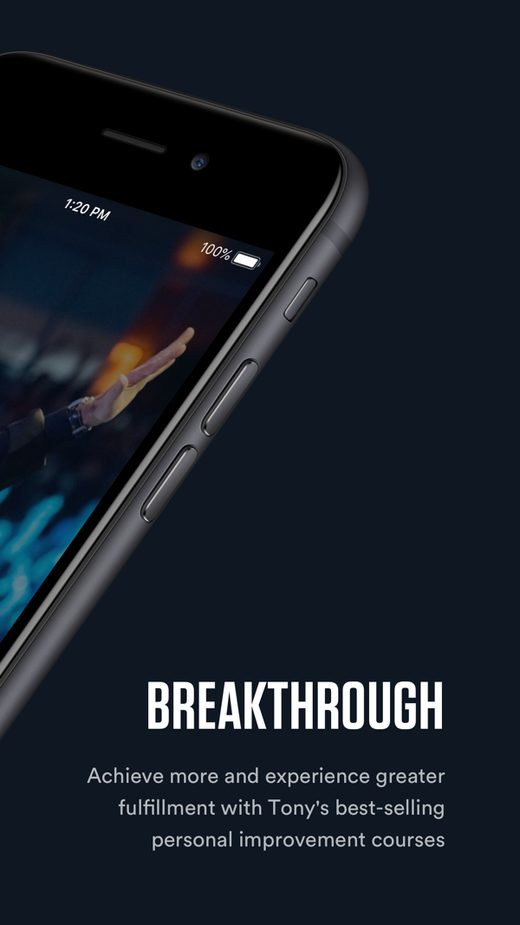 1:20 PM
100%
BREAKTHROUGH
Achieve more and experience greater
fulfillment with Tony's best-selling
personal improvement courses